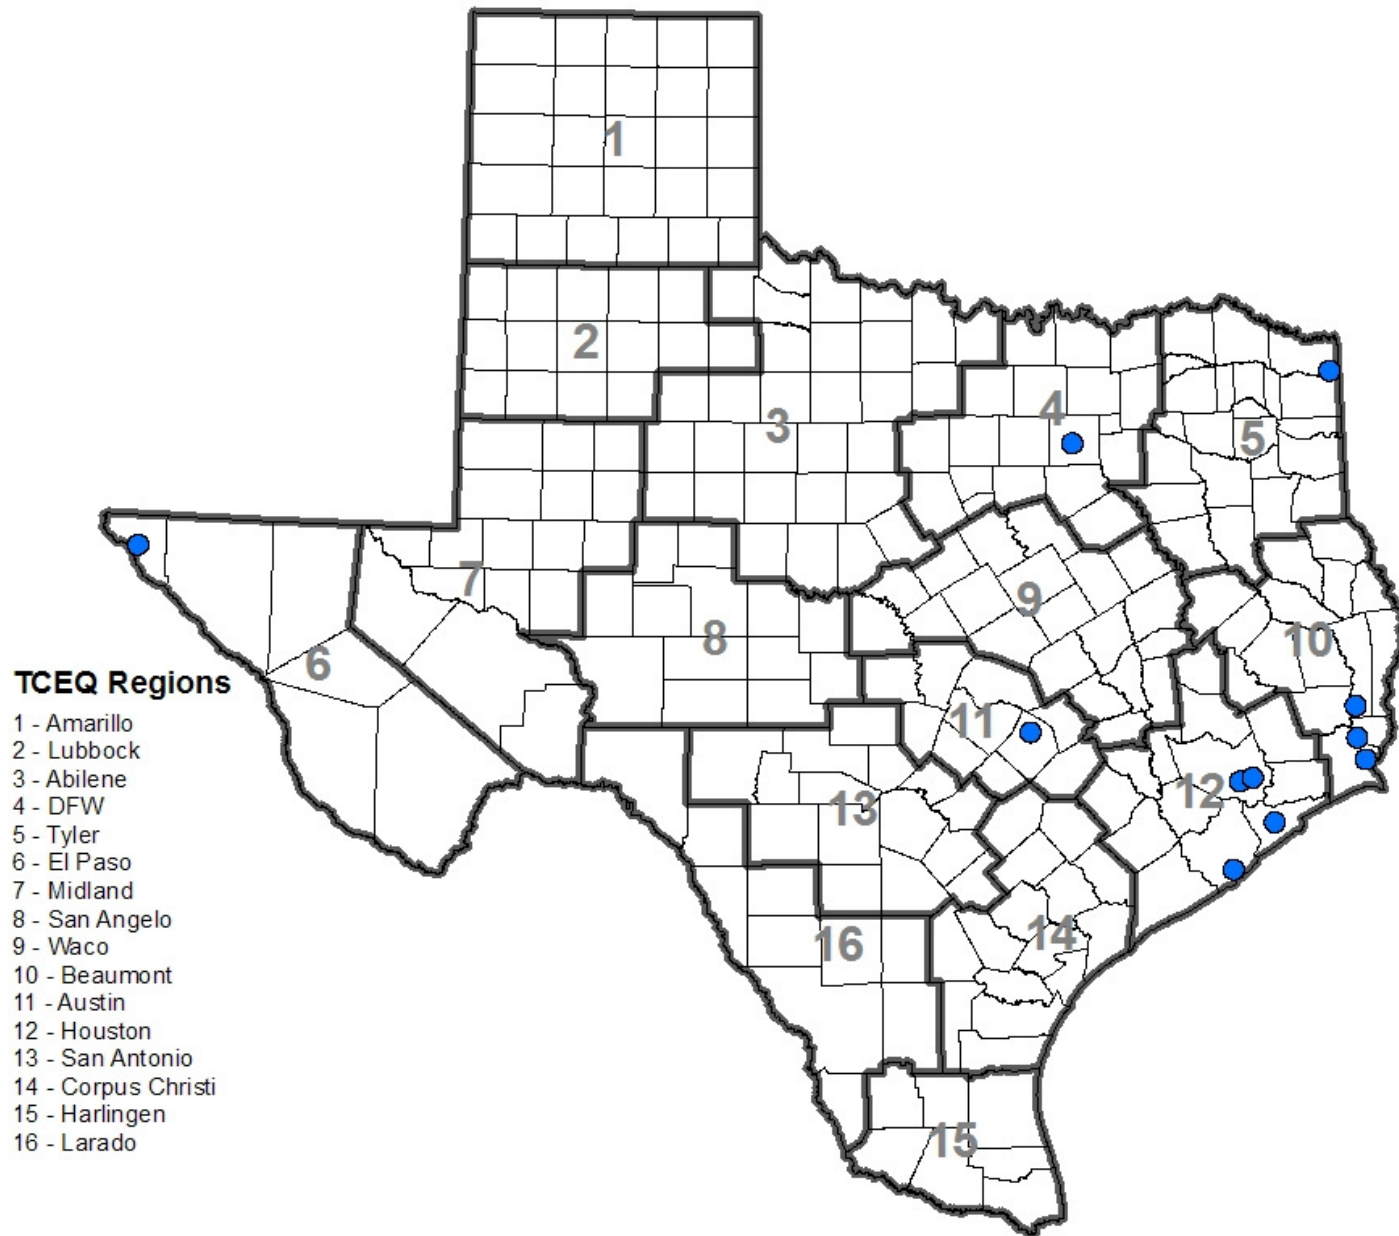 1
2
3
4
5
6
7
8
9
10
11
12
13
14
15
16
TCEQ Regions
1 - Amarillo
2 - Lubbock
3 - Abilene
4 - DFW
5 - Tyler
6 - El Paso
7 - Midland
8 - San Angelo
9 - Waco
10 - Beaumont
11 - Austin
12 - Houston
13 - San Antonio
14 - Corpus Christi
15 - Harlingen
16 - Larado